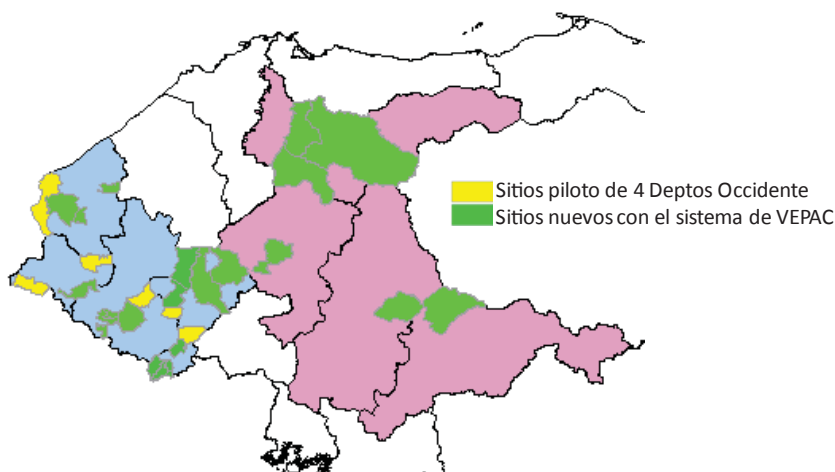 Sitios piloto de 4 Deptos Occidente
Sitios nuevos con el sistema de VEPAC